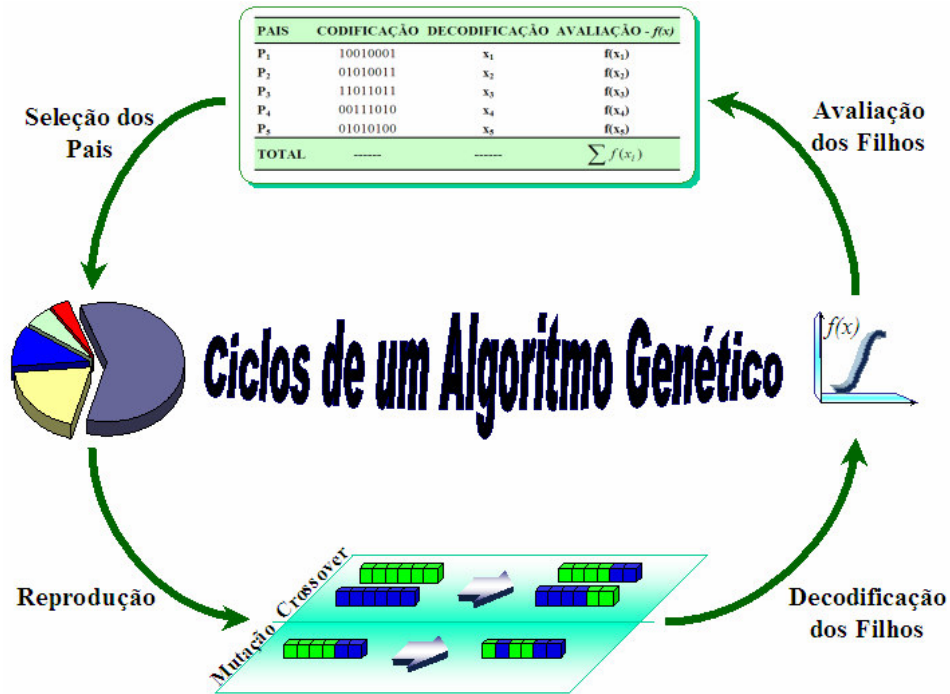 PAIS CODIFICAÇÃO DECODIFICAÇÃO AVALIAÇÃO - f(x)
P₁ 10010001 x₁ f(x₁)
P₂ 01010011 x₂ f(x₂)
P₃ 11011011 x₃ f(x₃)
P₄ 00111010 x₄ f(x₄)
P₅ 01010100 x₅ f(x₅)
TOTAL ------ ------ ∑ f(xᵢ)
Seleção dos
Pais
Avaliação
dos Filhos
Ciclos de um Algoritmo Genético
f(x)
Reprodução
Crossover
Mutação
Decodificação
dos Filhos